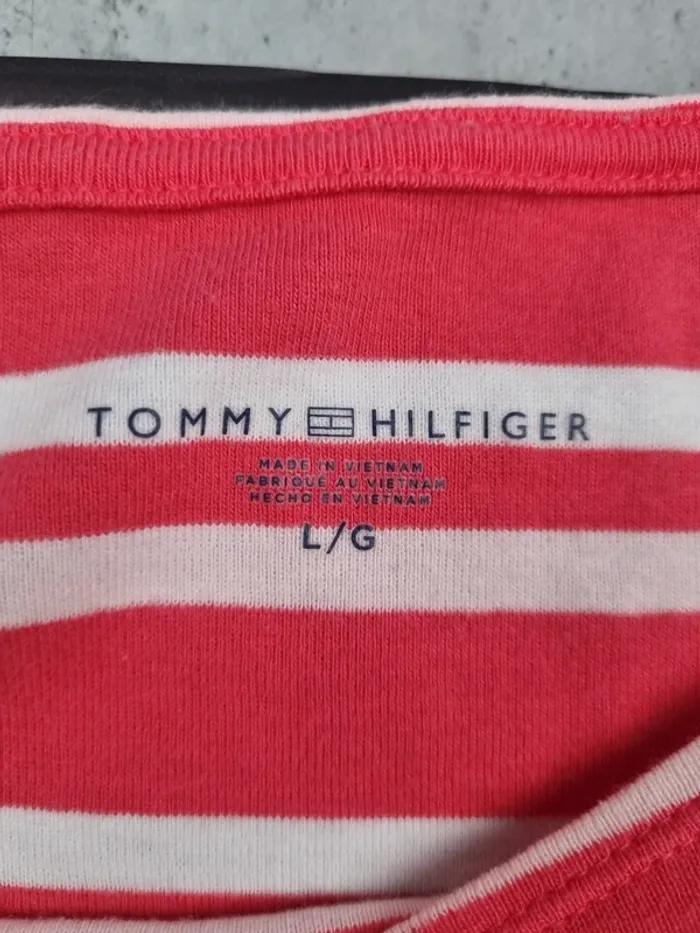 TOMMY HILFIGER
MADE IN VIETNAM
FABRIQUÉ AU VIETNAM
HECHO EN VIETNAM
L/G